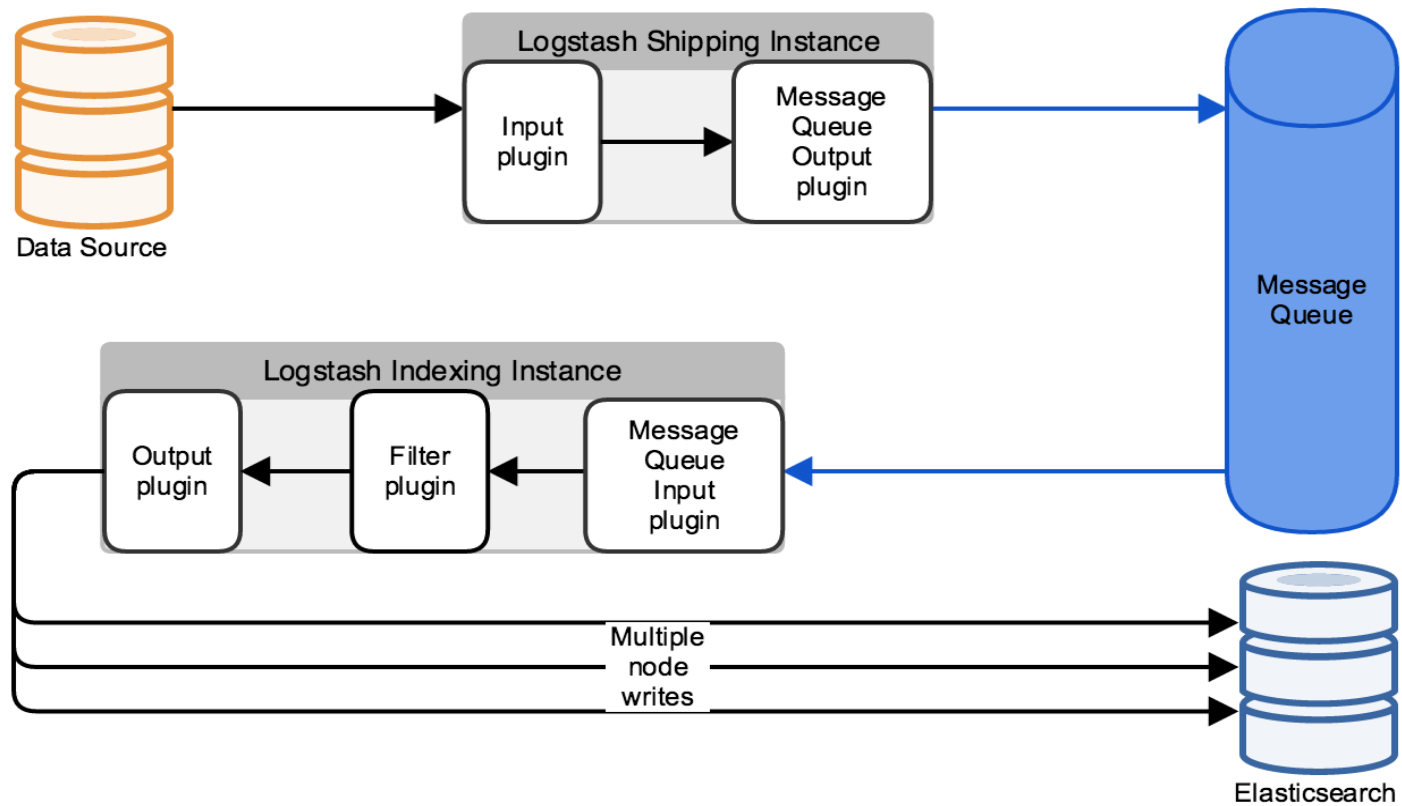 Logstash Shipping Instance
Input
plugin
Message
Queue
Output
plugin
Data Source
Message
Queue
Logstash Indexing Instance
Output
plugin
Filter
plugin
Message
Queue
Input
plugin
Multiple
node
writes
Elasticsearch